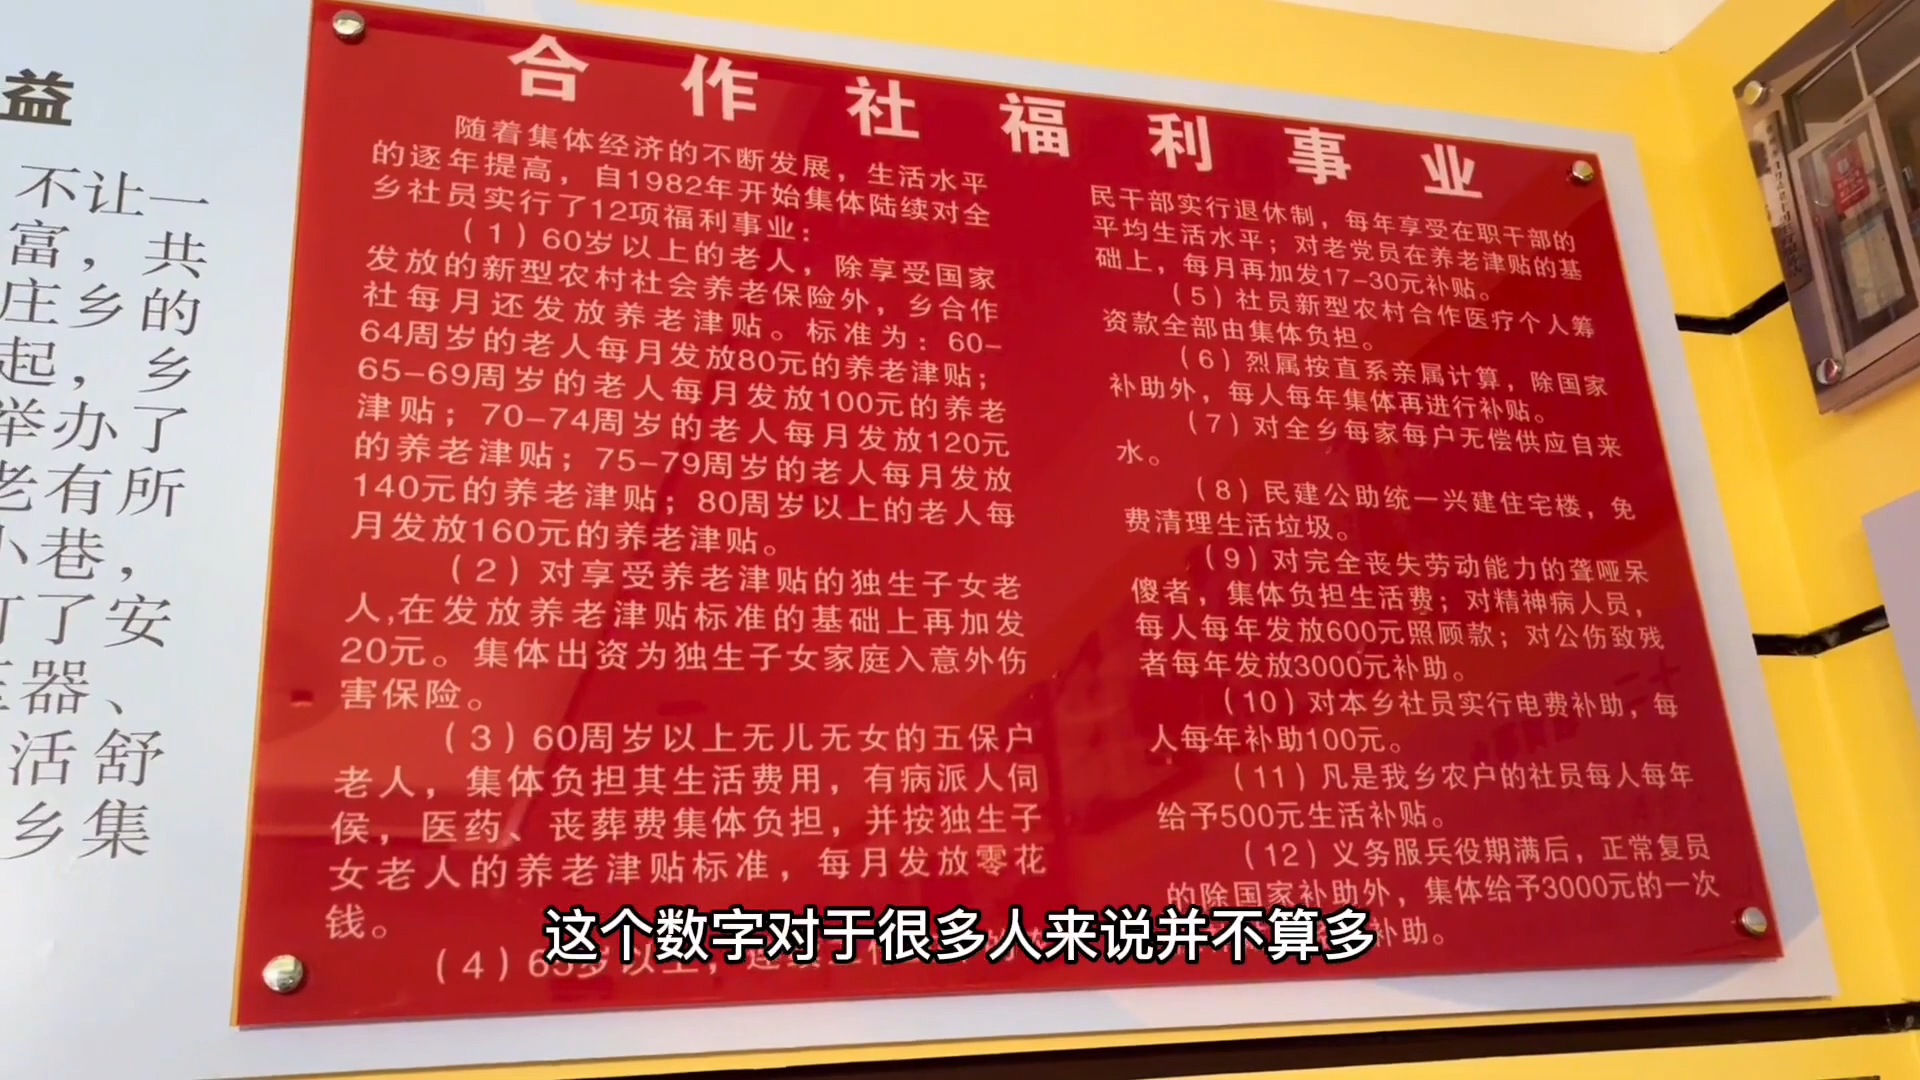 益
不让一
富，共
庄乡的
起，乡
举办了
老有所
小巷，
了安
器、
活舒
乡集
合作社福利事业
随着集体经济的不断发展，生活水平
的逐年提高，自1982年开始集体陆续对全
乡社员实行了12项福利事业：
（1）60岁以上的老人，除享受国家
发放的新型农村社会养老保险外，乡合作
社每月还发放养老津贴。标准为：60-
64周岁的老人每月发放80元的养老津贴；
65-69周岁的老人每月发放100元的养老
津贴；70-74周岁的老人每月发放120元
的养老津贴；75-79周岁的老人每月发放
140元的养老津贴；80周岁以上的老人每
月发放160元的养老津贴。
（2）对享受养老津贴的独生子女老
人,在发放养老津贴标准的基础上再加发
20元。集体出资为独生子女家庭入意外伤
害保险。
（3）60周岁以上无儿无女的五保户
老人，集体负担其生活费用，有病派人伺
侯，医药、丧葬费集体负担，并按独生子
女老人的养老津贴标准，每月发放零花
钱。
（4）65岁以上，
民干部实行退休制，每年享受在职干部的
平均生活水平；对老党员在养老津贴的基
础上，每月再加发17-30元补贴。
（5）社员新型农村合作医疗个人筹
资款全部由集体负担。
（6）烈属按直系亲属计算，除国家
补助外，每人每年集体再进行补贴。
（7）对全乡每家每户无偿供应自来
水。
（8）民建公助统一兴建住宅楼，免
费清理生活垃圾。
（9）对完全丧失劳动能力的聋哑呆
傻者，集体负担生活费；对精神病人员，
每人每年发放600元照顾款；对公伤致残
者每年发放3000元补助。
（10）对本乡社员实行电费补助，每
人每年补助100元。
（11）凡是我乡农户的社员每人每年
给予500元生活补贴。
（12）义务服兵役期满后，正常复员
的除国家补助外，集体给予3000元的一次
补助。
这个数字对于很多人来说并不算多